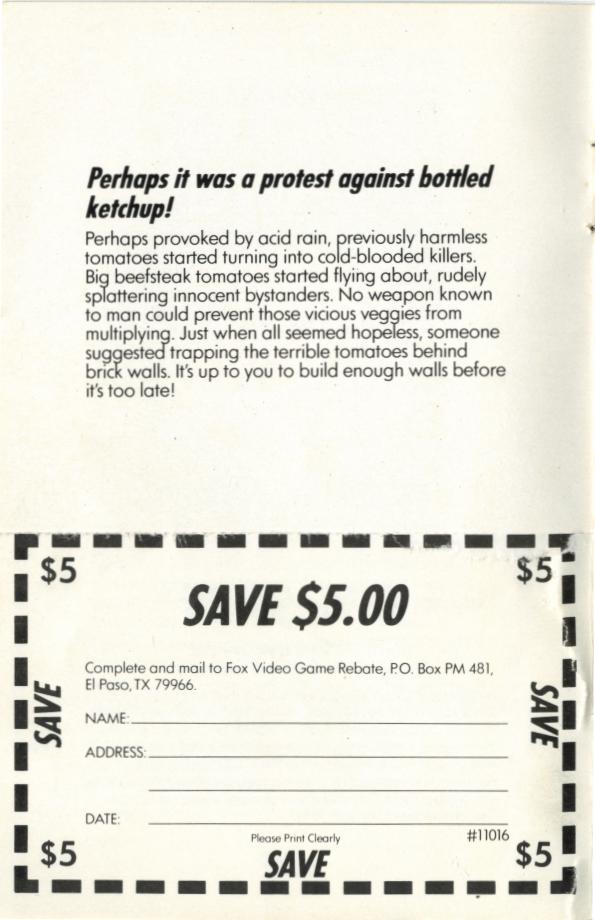 Perhaps it was a protest against bottled
ketchup!
Perhaps provoked by acid rain, previously harmless
tomatoes started turning into cold-blooded killers.
Big beefsteak tomatoes started flying about, rudely
splattering innocent bystanders. No weapon known
to man could prevent those vicious veggies from
multiplying. Just when all seemed hopeless, someone
suggested trapping the terrible tomatoes behind
brick walls. It's up to you to build enough walls before
it's too late!
$5
$5
SAVE $5.00
Complete and mail to Fox Video Game Rebate, P.O. Box PM 481,
El Paso, TX 79966.
SAVE
SAVE
NAME:
ADDRESS:
DATE:
Please Print Clearly
#11016
$5
SAVE
$5